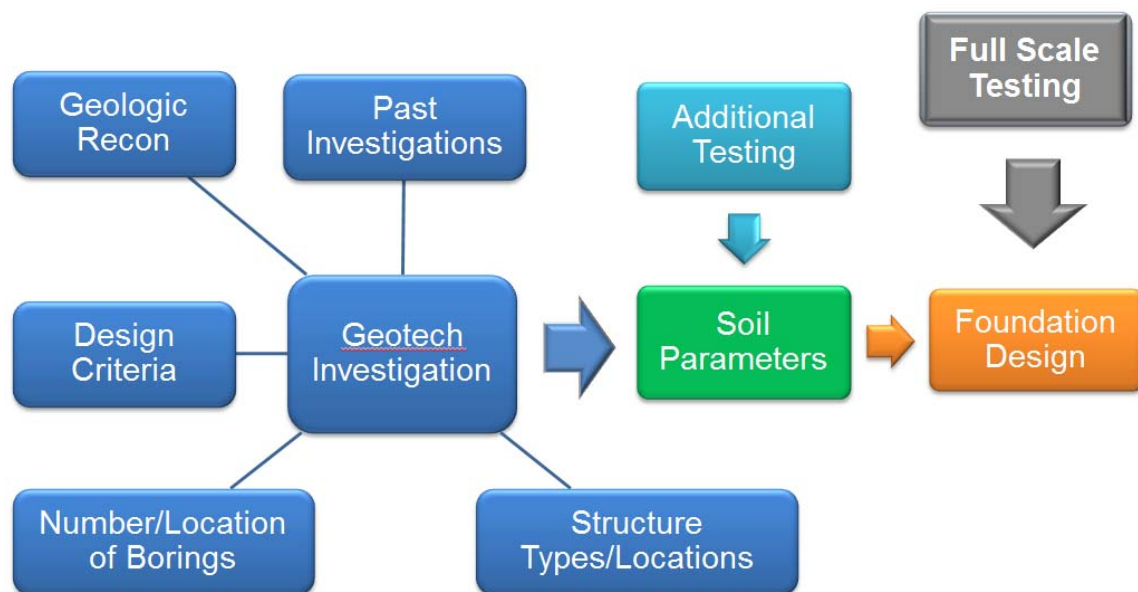 Full Scale
Testing
Geologic
Recon
Past
Investigations
Additional
Testing
Design
Criteria
Geotech
Investigation
Soil
Parameters
Foundation
Design
Number/Location
of Borings
Structure
Types/Locations